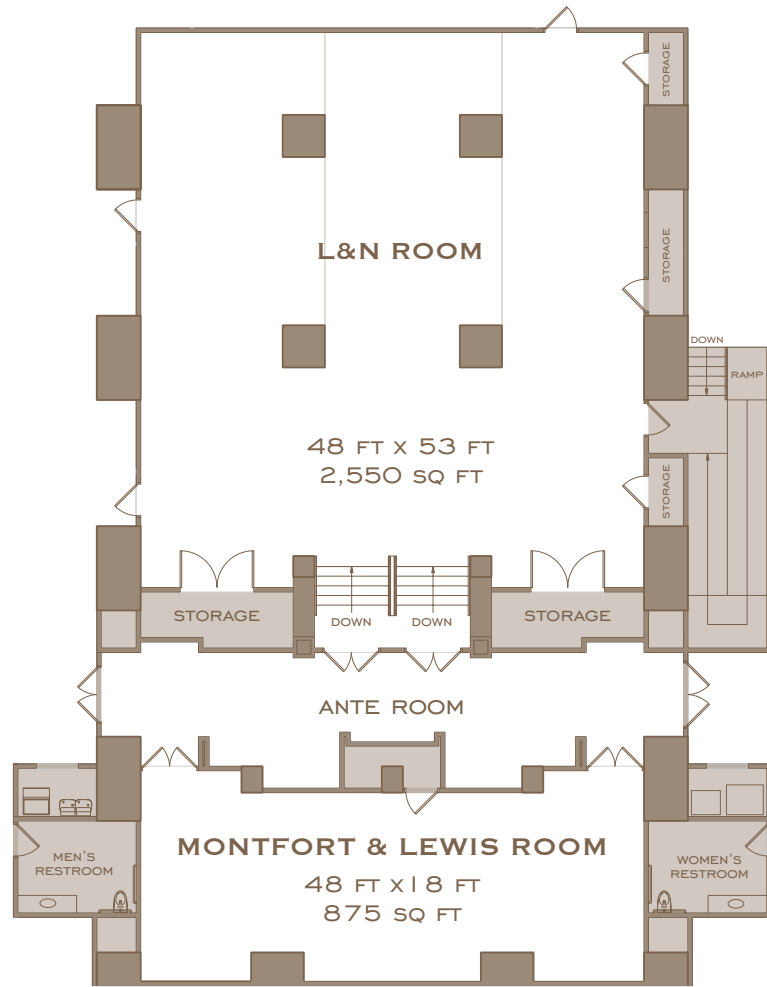 STORAGE
L&N ROOM
STORAGE
DOWN
RAMP
48 FT X 53 FT
2,550 SQ FT
STORAGE
STORAGE
DOWN
DOWN
STORAGE
ANTE ROOM
MONTFORT & LEWIS ROOM
48 FT X18 FT
875 SQ FT
MEN'S
RESTROOM
WOMEN'S
RESTROOM